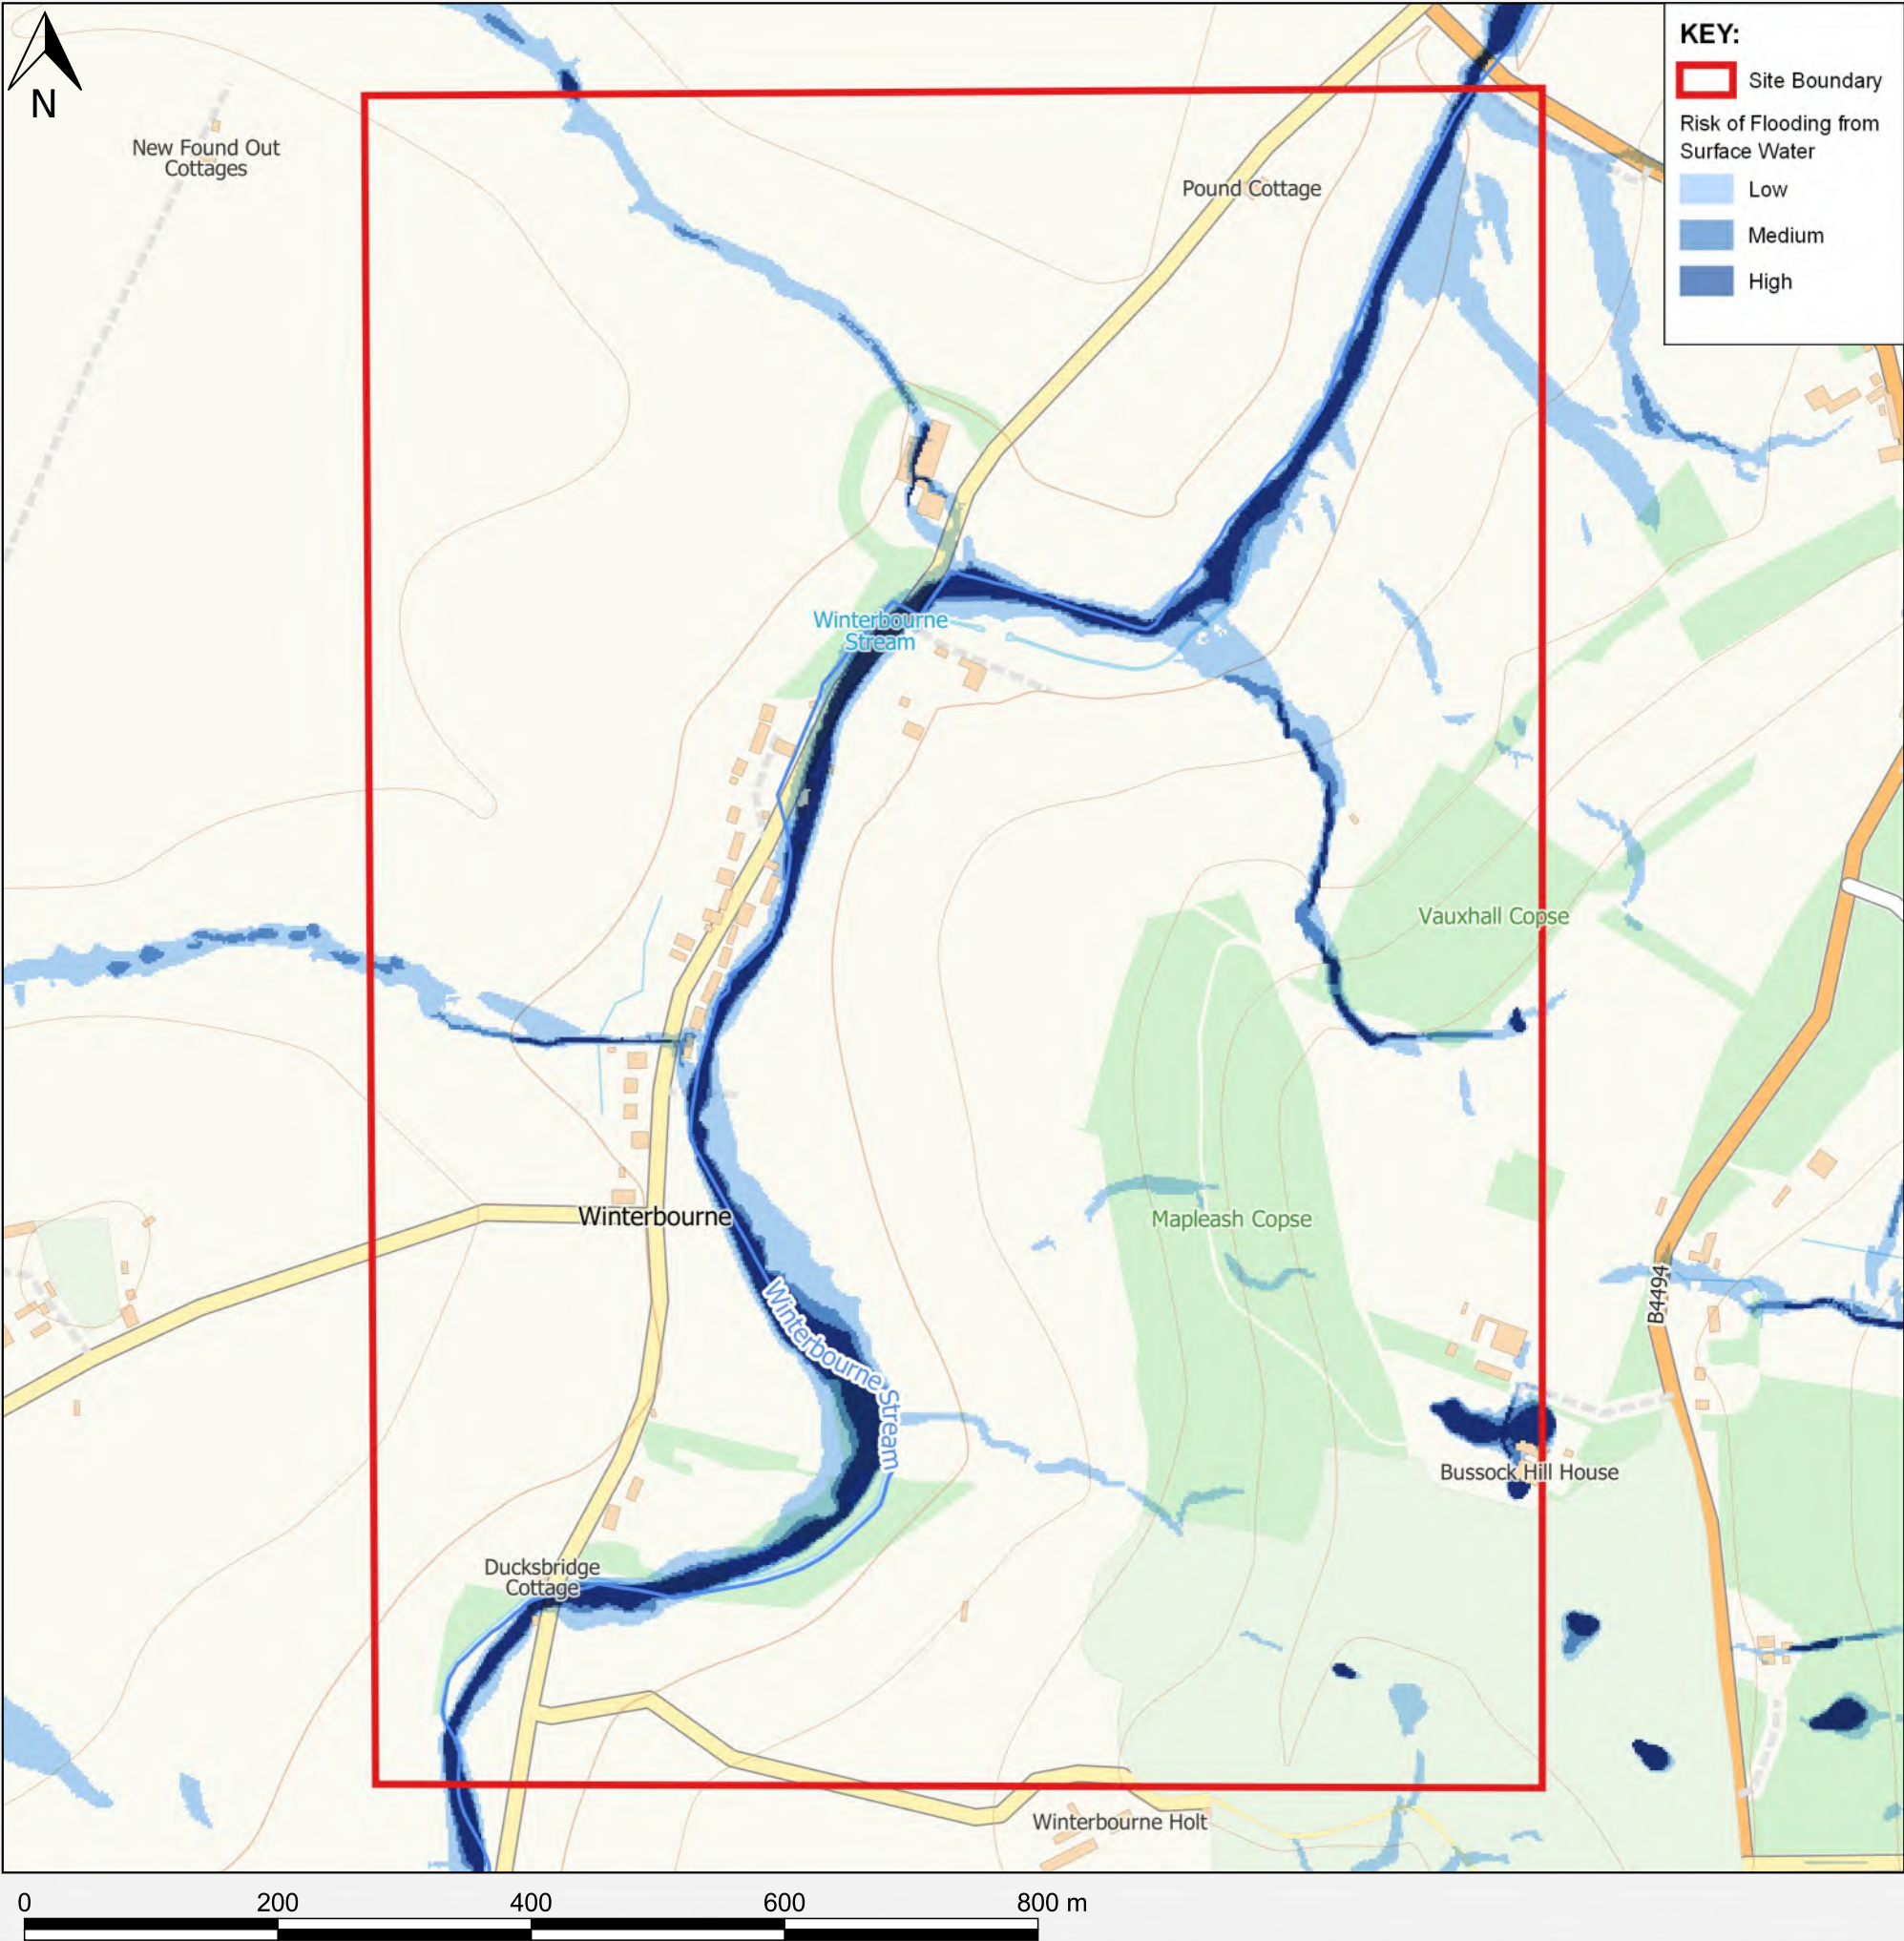 N
KEY:
Site Boundary
Risk of Flooding from
Surface Water
Low
Medium
High
New Found Out
Cottages
Pound Cottage
Winterbourne
Stream
Vauxhall Copse
Winterbourne
Mapleash Copse
B4494
Winterbourne Stream
Bussock Hill House
Ducksbridge
Cottage
Winterbourne Holt
0 200 400 600 800 m